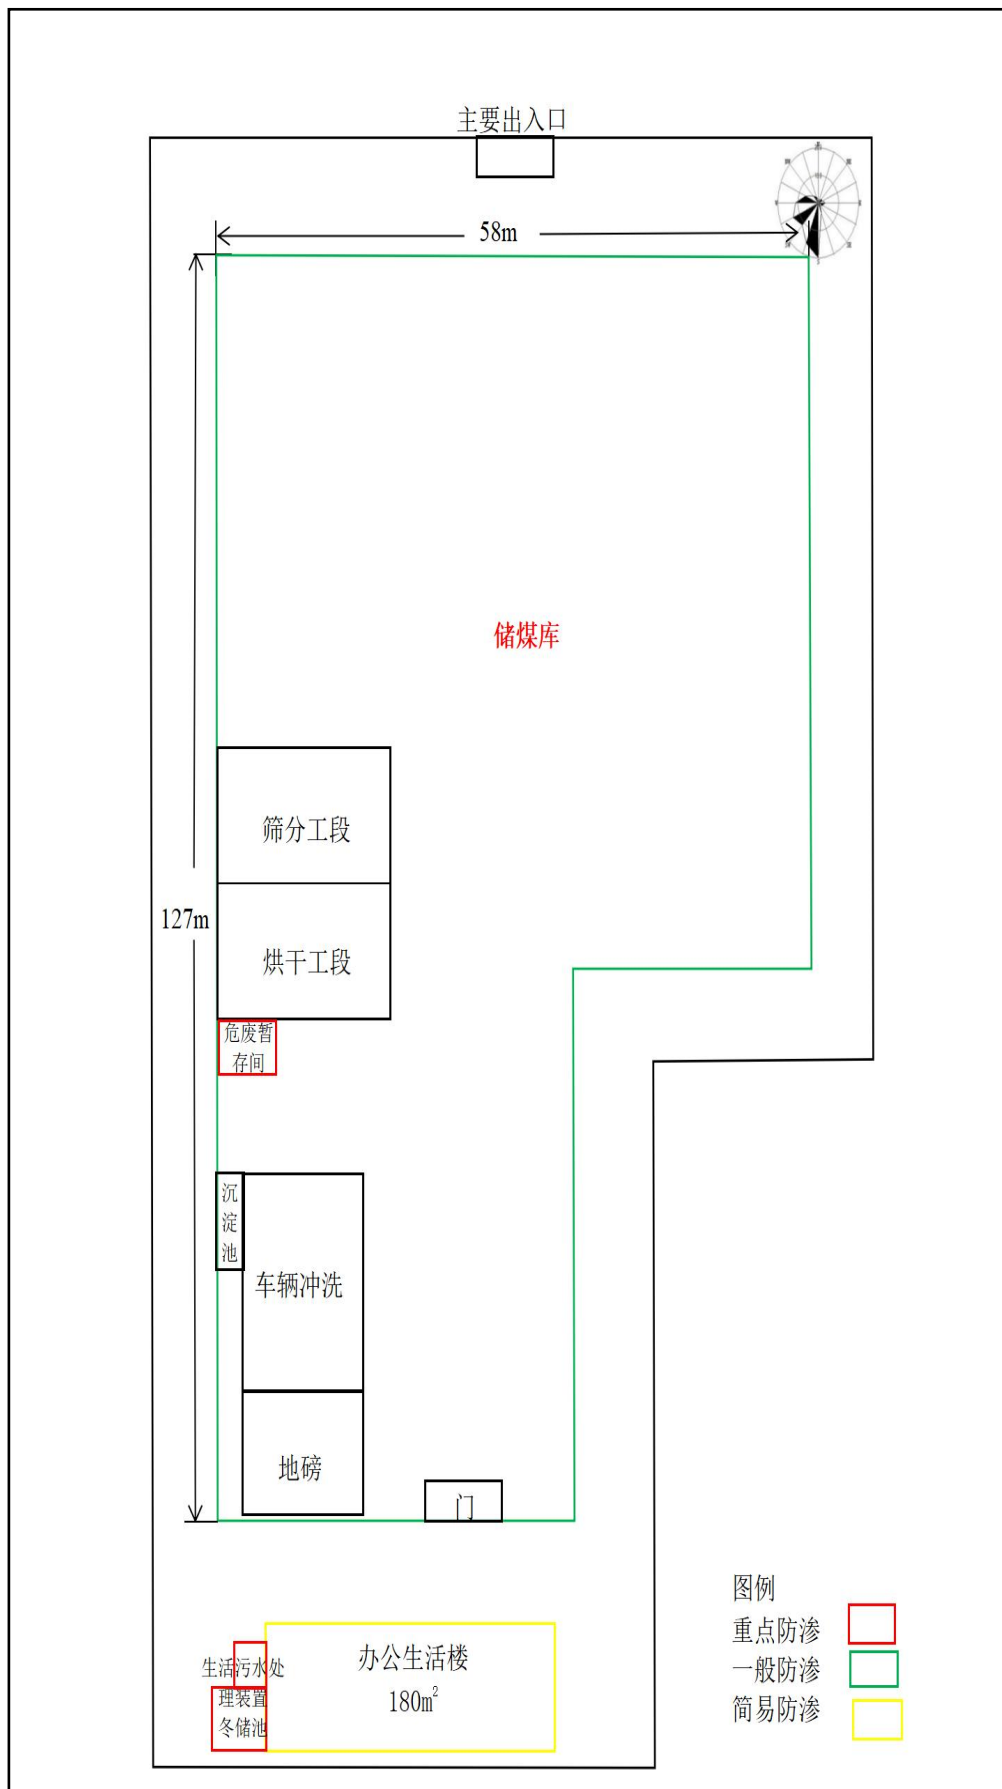 主要出入口
58m
储煤库
筛分工段
127m
烘干工段
危废暂
存间
沉
淀
池
车辆冲洗
地磅
门
生活污水处
理装置
冬储池
办公生活楼
180m²
图例
重点防渗
一般防渗
简易防渗